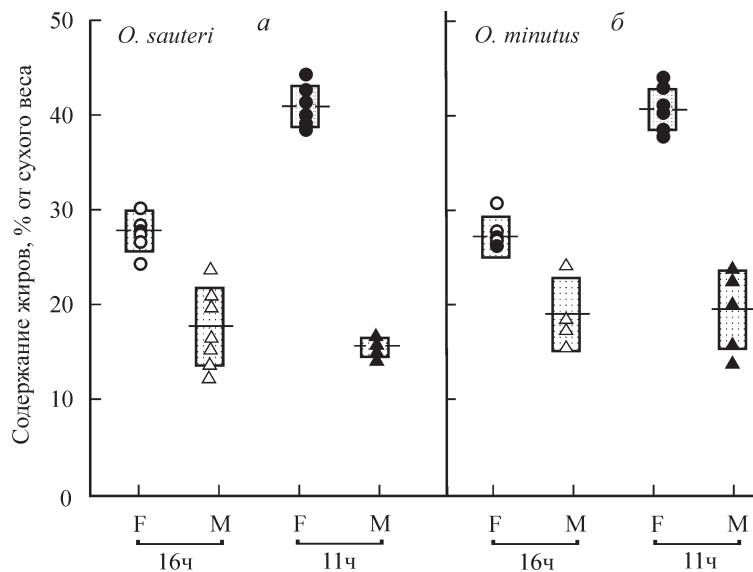 Содержание жиров, % от сухого веса
50
40
30
20
10
0
O. sauteri а
O. minutus б
F M F M F M F M
16ч 11ч 16ч 11ч